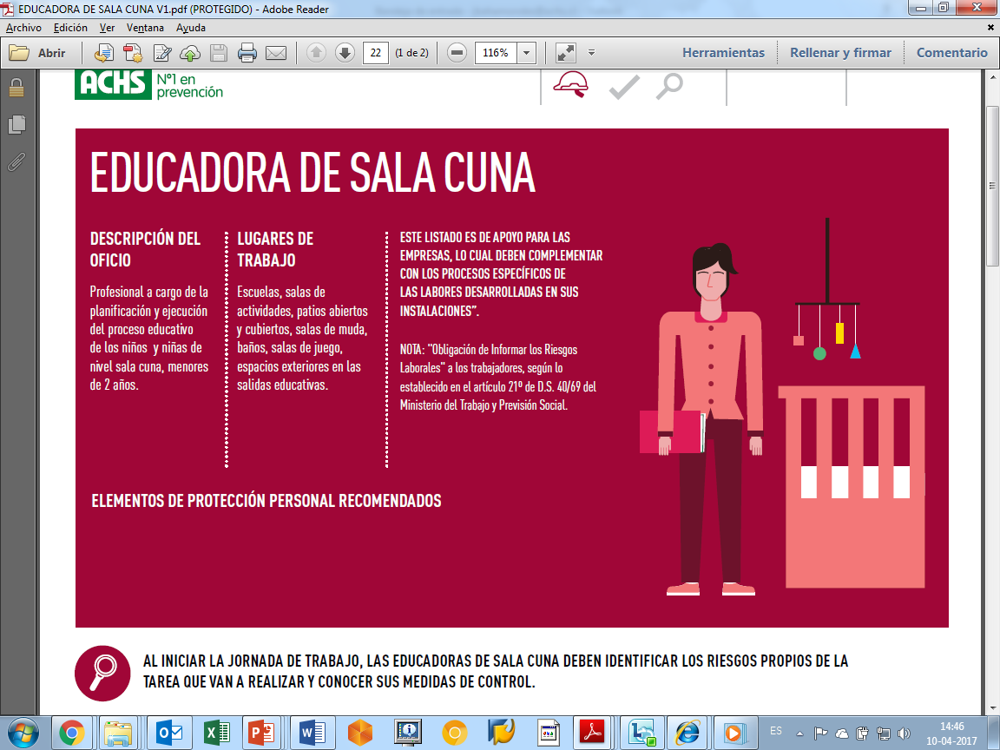 EDUCADORA DE SALA CUNA V1.pdf (PROTEGIDO) - Adobe Reader
Archivo Edición Ver Ventana Ayuda
Abrir
22
(1 de 2)
116%
Herramientas
Rellenar y firmar
Comentario
ACHS
Nº1 en
prevención
EDUCADORA DE SALA CUNA
DESCRIPCIÓN DEL
OFICIO
Profesional a cargo de la
planificación y ejecución
del proceso educativo
de los niños y niñas de
nivel sala cuna, menores
de 2 años.
LUGARES DE
TRABAJO
Escuelas, salas de
actividades, patios abiertos
y cubiertos, salas de muda,
baños, salas de juego,
espacios exteriores en las
salidas educativas.
ESTE LISTADO ES DE APOYO PARA LAS
EMPRESAS, LO CUAL DEBEN COMPLEMENTAR
CON LOS PROCESOS ESPECÍFICOS DE
LAS LABORES DESARROLLADAS EN SUS
INSTALACIONES”.
NOTA: "Obligación de Informar los Riesgos
Laborales" a los trabajadores, según lo
establecido en el artículo 21º de D.S. 40/69 del
Ministerio del Trabajo y Previsión Social.
ELEMENTOS DE PROTECCIÓN PERSONAL RECOMENDADOS
AL INICIAR LA JORNADA DE TRABAJO, LAS EDUCADORAS DE SALA CUNA DEBEN IDENTIFICAR LOS RIESGOS PROPIOS DE LA
TAREA QUE VAN A REALIZAR Y CONOCER SUS MEDIDAS DE CONTROL.
ES
14:46
10-04-2017